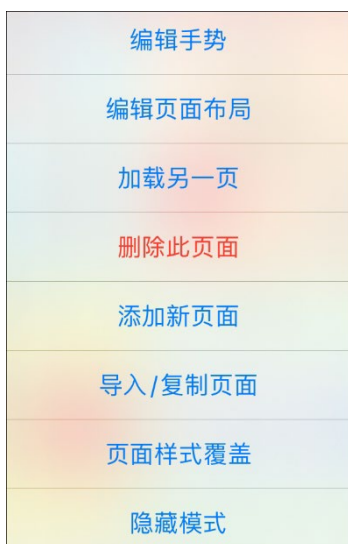 编辑手势
编辑页面布局
加载另一页
删除此页面
添加新页面
导入/复制页面
页面样式覆盖
隐藏模式